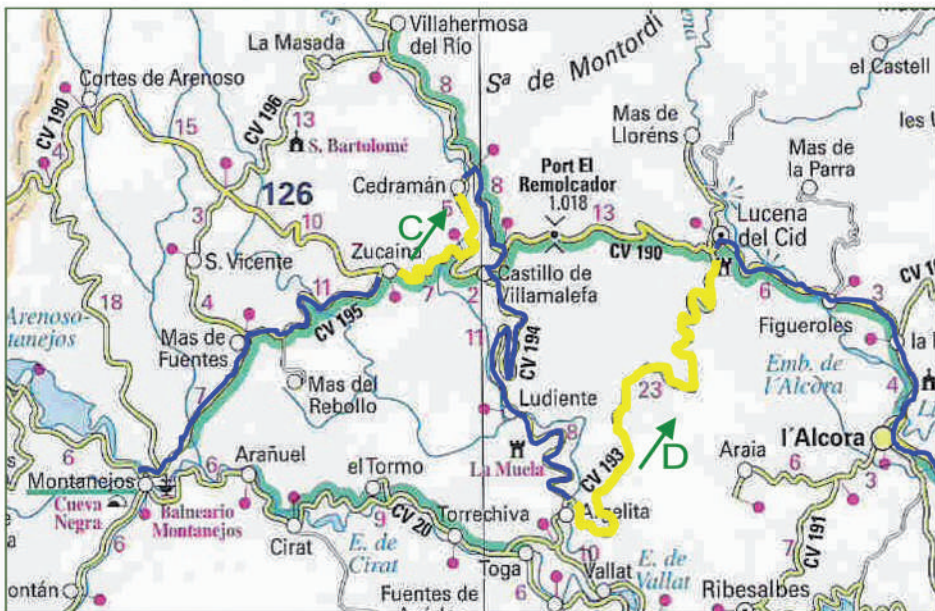 Villahermosa
del Río
La Masada
Sª de Montordi
el Castell
Cortes de Arenoso
CV 190
CV 196
8
15
13
4
S. Bartolomé
Mas de
Lloréns
les
Mas de
la Parra
126
Cedramán
Port El
Remolcador
1.018
8
13
C
5
3
10
Lucena
del Cid
Zucaina
S. Vicente
CV 190
7
2
Castillo de
Villamalefa
11
CV 195
6
3
18
4
Figueroles
Arenoso-
tanejos
Mas de
Fuentes
11
CV 194
Emb. de
l'Alcora
la
Mas del
Rebollo
23
4
7
Ludiente
D
l'Alcora
8
La Muela
CV 193
Araia
6
3
6
Arañuel
6
el Tormo
Montanejos
Cueva
Negra
Balneario
Montanejos
9
CV 20
Torrechiva
Argelita
CV 191
7
Cirat
E. de
Cirat
6
10
Toga
Vallat
E. de
Vallat
ontán
Fuentes de
6
Ribesalbes